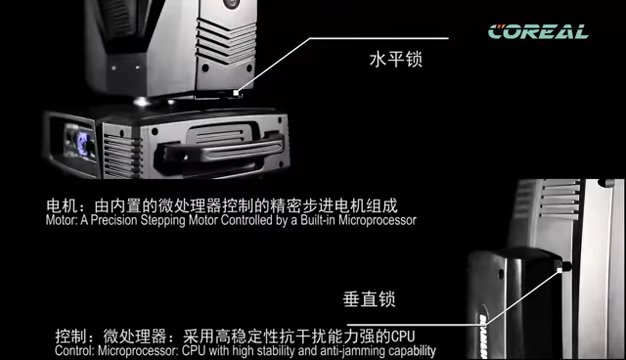 COREAL
水平锁
电机：由内置的微处理器控制的精密步进电机组成
Motor: A Precision Stepping Motor Controlled by a Built-in Microprocessor
垂直锁
控制：微处理器：采用高稳定性抗干扰能力强的CPU
Control: Microprocessor: CPU with high stability and anti-jamming capability